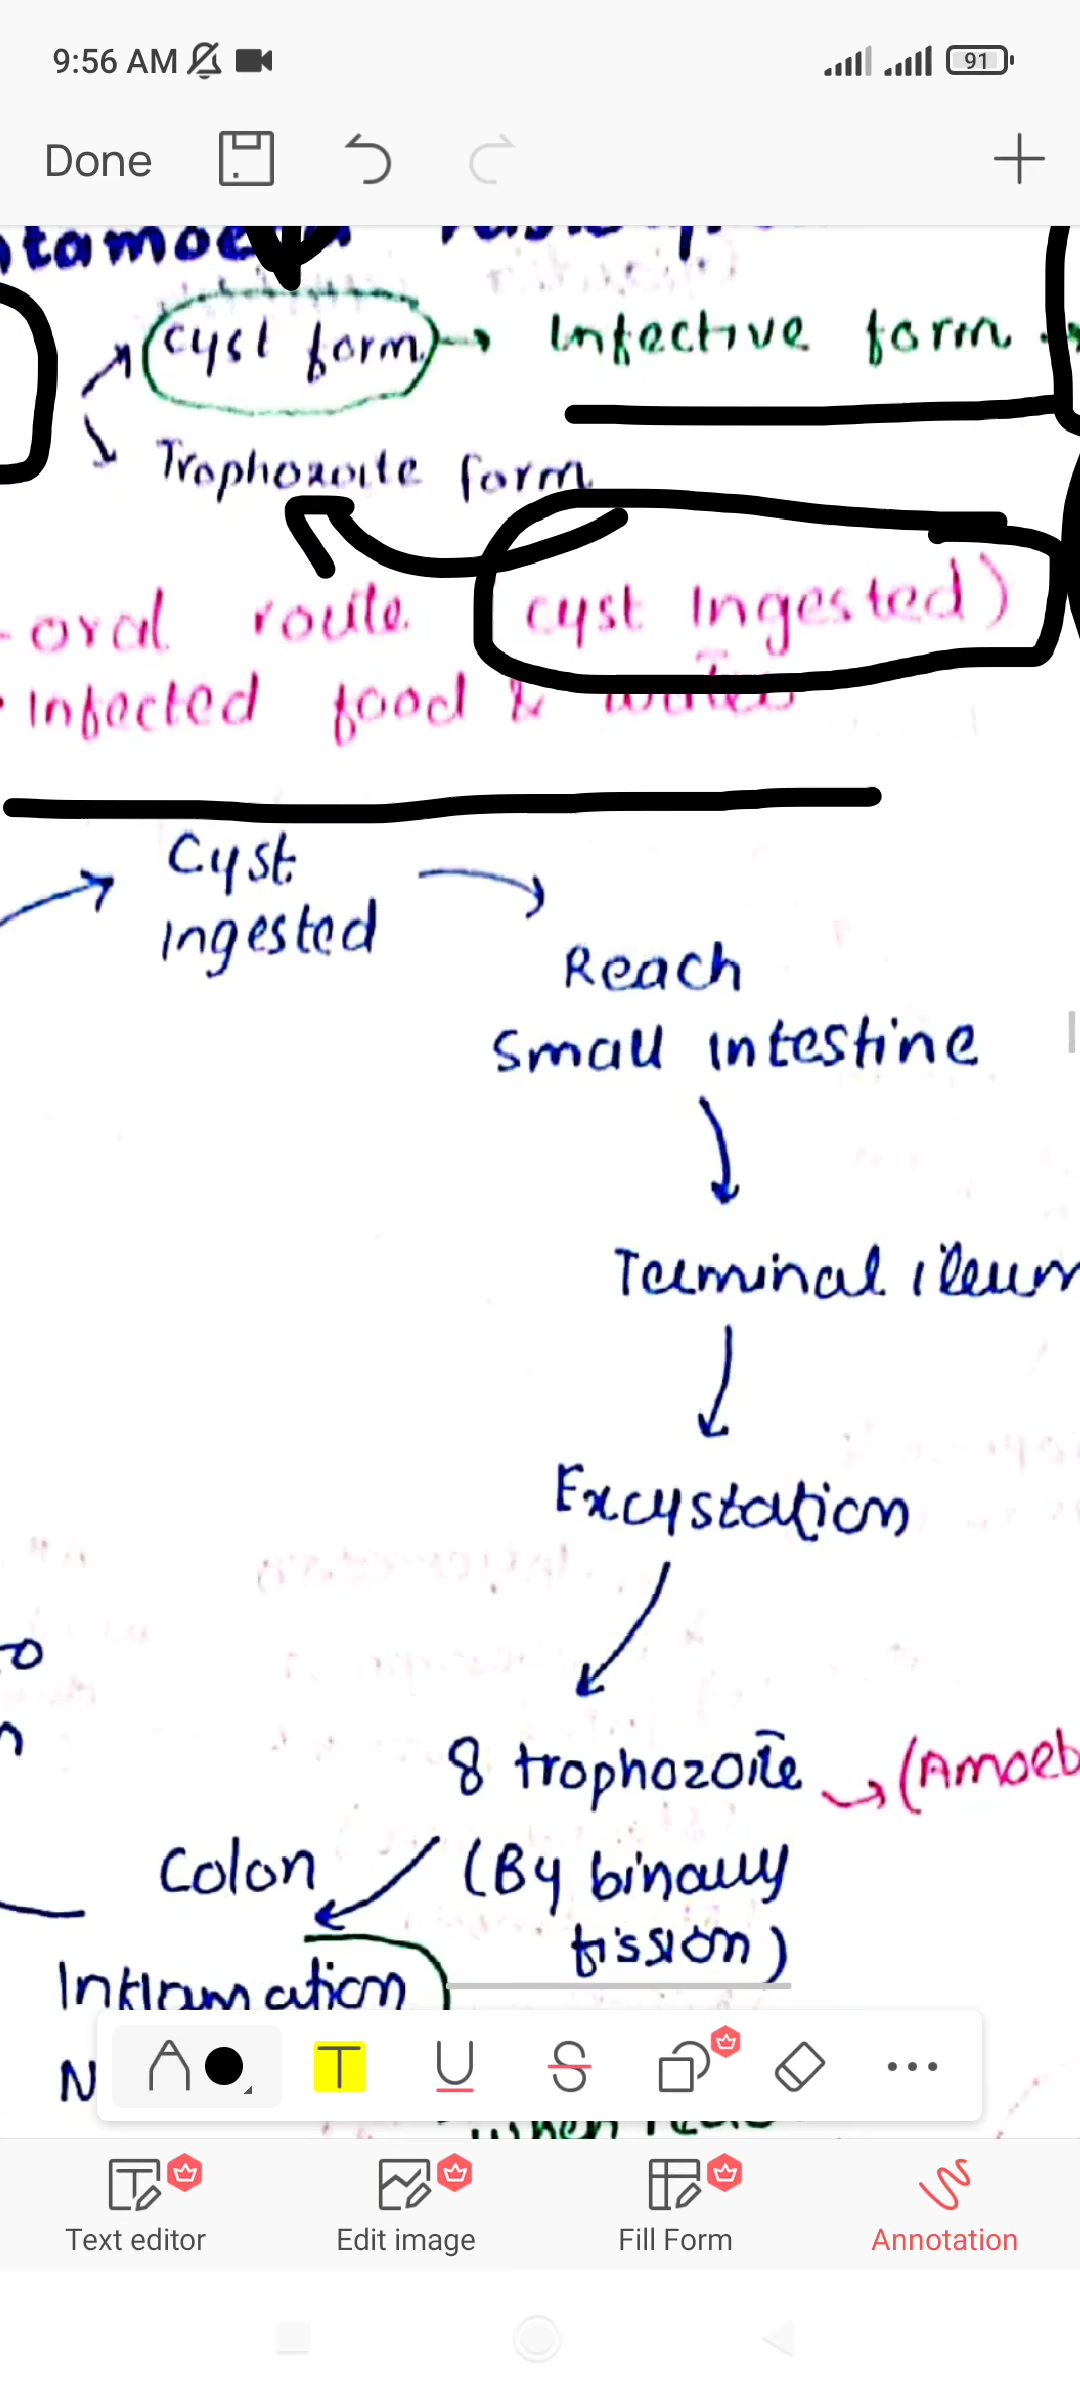 9:56 AM
91
Done
Cyst form → Infective form
Trophozoite form
- oral route cyst Ingested)
Infected food & water
Cyst
Ingested
Reach
Small intestine
Terminal ileum
Excystation
8 trophozoite → (Amoeb
(By binary
fission)
Colon
Inflamation
N
T U S
Text editor
Edit image
Fill Form
Annotation